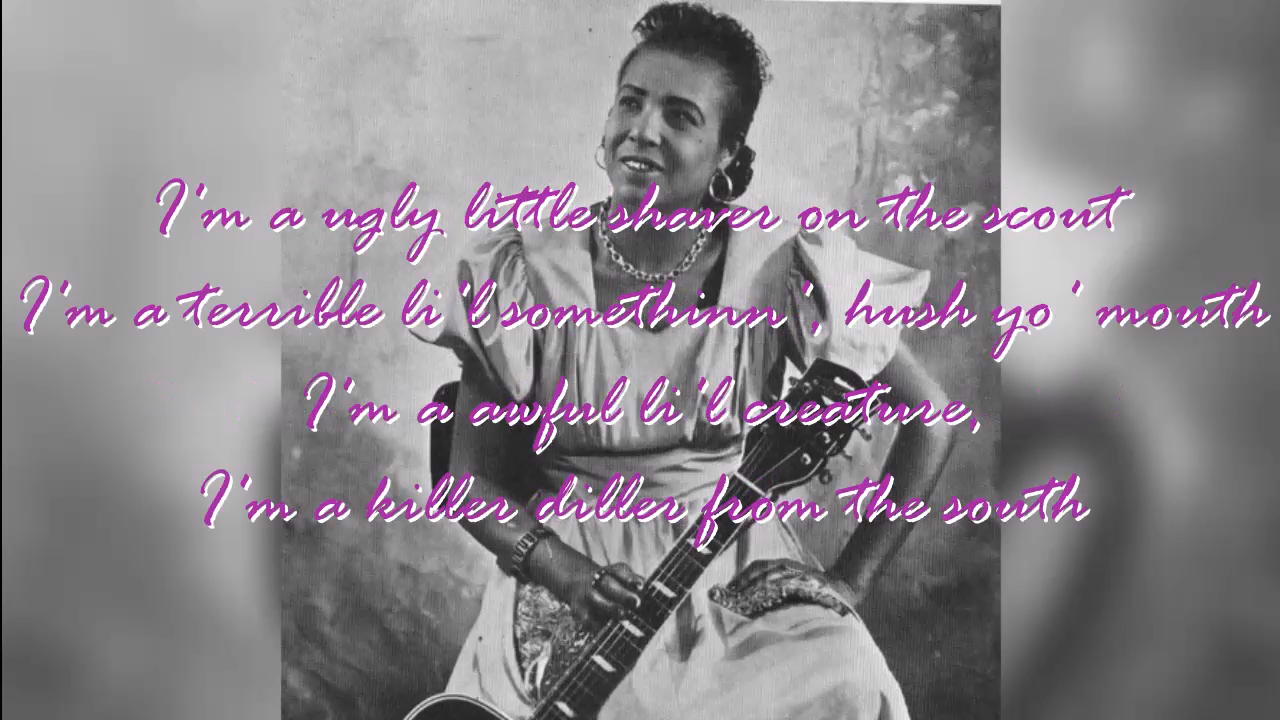 I'm a ugly little shaver on the scout
I'm a terrible li'l somethinn', hush yo' mouth
I'm a awful li'l creature,
I'm a killer diller from the south